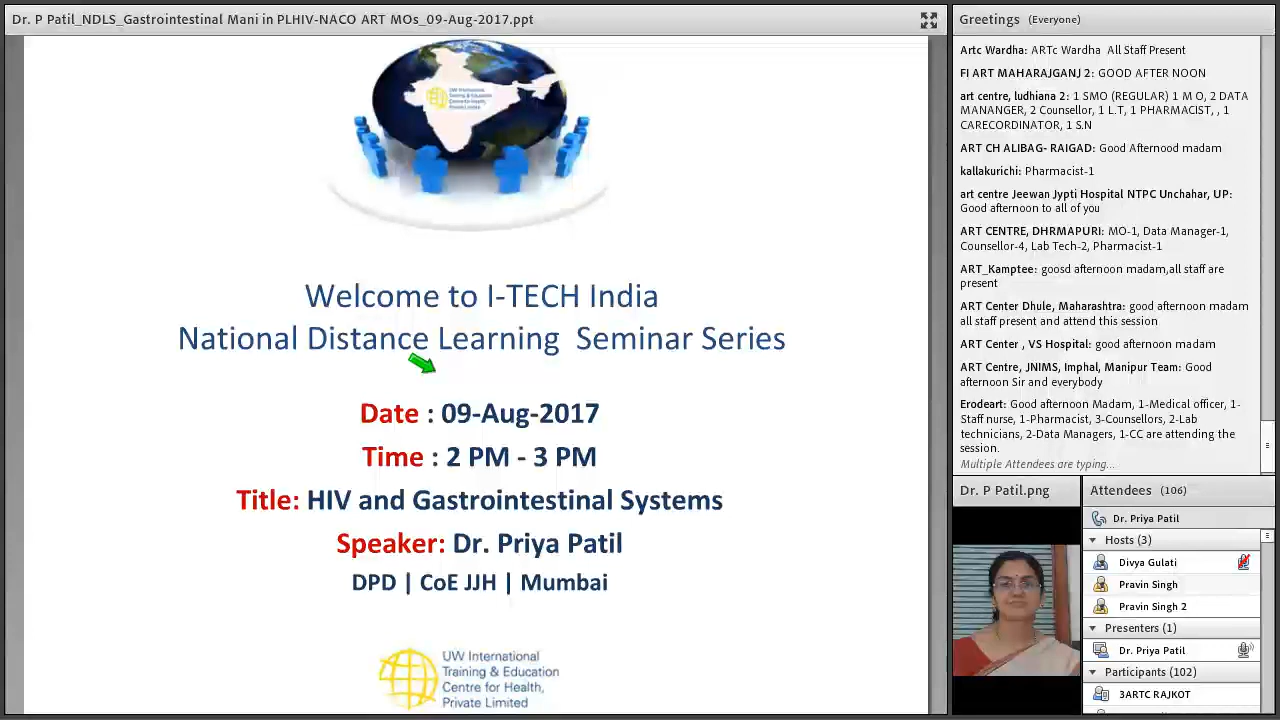 Dr. P Patil_NDLS_Gastrointestinal Mani in PLHIV-NACO ART MOs_09-Aug-2017.ppt
UW International
Training & Education
Centre for Health,
Private Limited
Welcome to I-TECH India
National Distance Learning Seminar Series
Date : 09-Aug-2017
Time : 2 PM - 3 PM
Title: HIV and Gastrointestinal Systems
Speaker: Dr. Priya Patil
DPD | CoE JJH | Mumbai
UW International
Training & Education
Centre for Health,
Private Limited
Greetings (Everyone)
Artc Wardha: ARTc Wardha All Staff Present
FI ART MAHARAJGANJ 2: GOOD AFTERNOON
art centre, ludhiana 2: 1 SMO (REGULAR),M O, 2 DATA
MANANGER, 2 Counsellor, 1 L.T, 1 PHARMACIST, , 1
CARECORDINATOR, 1 S.N
ART CH ALIBAG- RAIGAD: Good Afternood madam
kallakurichi: Pharmacist-1
art centre Jeewan Jypti Hospital NTPC Unchahar, UP:
Good afternoon to all of you
ART CENTRE, DHRMAPURI: MO-1, Data Manager-1,
Counsellor-4, Lab Tech-2, Pharmacist-1
ART_Kamptee: goosd afternoon madam,all staff are
present
ART Center Dhule, Maharashtra: good afternoon madam
all staff present and attend this session
ART Center , VS Hospital: good afternoon madam
ART Centre, JNIMS, Imphal, Manipur Team: Good
afternoon Sir and everybody
Erodeart: Good afternoon Madam, 1-Medical officer, 1-
Staff nurse, 1-Pharmacist, 3-Counsellors, 2-Lab
technicians, 2-Data Managers, 1-CC are attending the
session.
Multiple Attendees are typing...
Dr. P Patil.png
Attendees (106)
Dr. Priya Patil
Hosts (3)
Divya Gulati
Pravin Singh
Pravin Singh 2
Presenters (1)
Dr. Priya Patil
Participants (102)
3ARTC RAJKOT